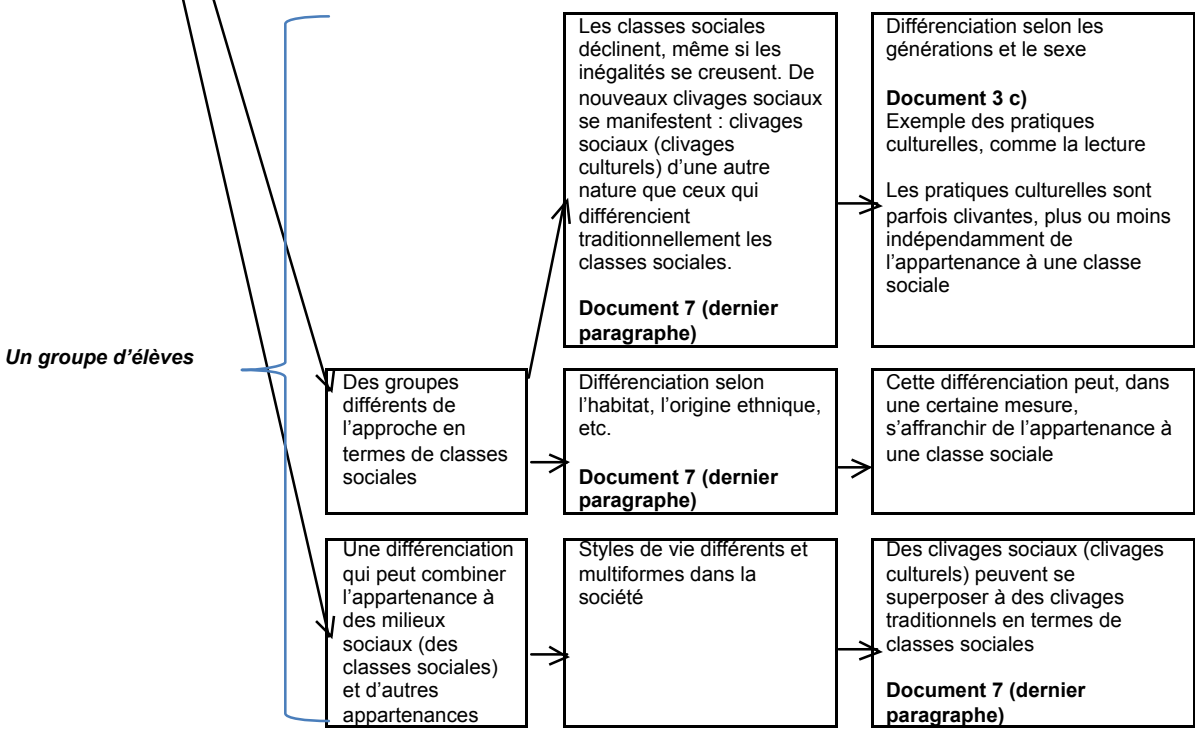 Les classes sociales
déclinent, même si les
inégalités se creusent. De
nouveaux clivages sociaux
se manifestent : clivages
sociaux (clivages
culturels) d'une autre
nature que ceux qui
différencient
traditionnellement les
classes sociales.
Document 7 (dernier
paragraphe)
Différenciation selon les
générations et le sexe
Document 3 c)
Exemple des pratiques
culturelles, comme la lecture
Les pratiques culturelles sont
parfois clivantes, plus ou moins
indépendamment de
l'appartenance à une classe
sociale
Un groupe d'élèves
Des groupes
différents de
l'approche en
termes de classes
sociales
Différenciation selon
l'habitat, l'origine ethnique,
etc.
Document 7 (dernier
paragraphe)
Cette différenciation peut, dans
une certaine mesure,
s'affranchir de l'appartenance à
une classe sociale
Une différenciation
qui peut combiner
l'appartenance à
des milieux
sociaux (des
classes sociales)
et d'autres
appartenances
Styles de vie différents et
multiformes dans la
société
Des clivages sociaux (clivages
culturels) peuvent se
superposer à des clivages
traditionnels en termes de
classes sociales
Document 7 (dernier
paragraphe)